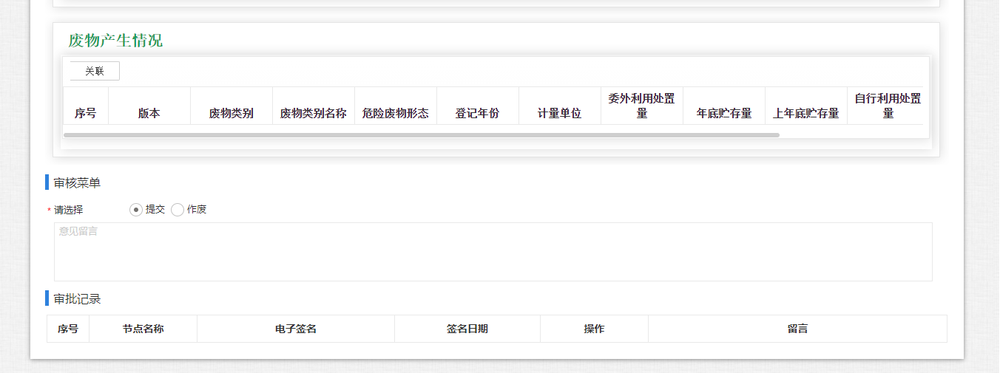 废物产生情况
关联
序号 版本 废物类别 废物类别名称 危险废物形态 登记年份 计量单位 委外利用处置量 年底贮存量 上年底贮存量 自行利用处置量
审核菜单
* 请选择 提交 作废
意见留言
审批记录
序号 节点名称 电子签名 签名日期 操作 留言